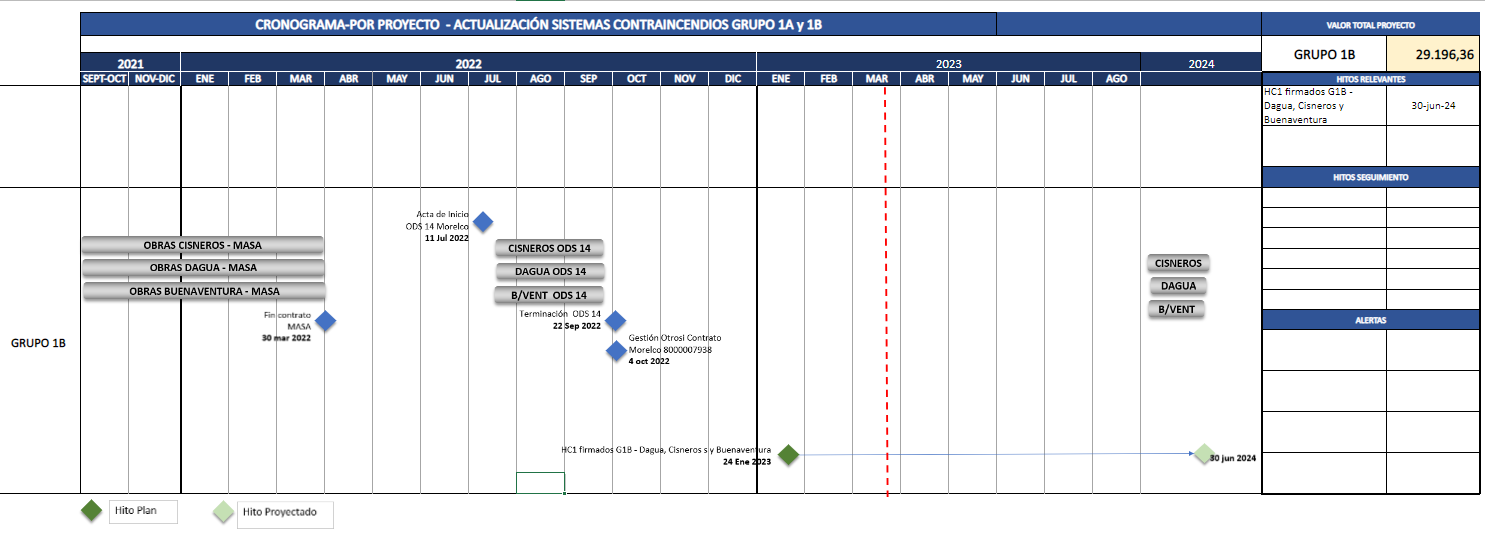 CRONOGRAMA-POR PROYECTO - ACTUALIZACIÓN SISTEMAS CONTRAINCENDIOS GRUPO 1A y 1B
VALOR TOTAL PROYECTO
GRUPO 1B 29.196,36
2021 2022 2023 2024
SEPT-OCT NOV-DIC ENE FEB MAR ABR MAY JUN JUL AGO SEP OCT NOV DIC ENE FEB MAR ABR MAY JUN JUL AGO
HITOS RELEVANTES
HC1 firmados G1B -
Dagua, Cisneros y
Buenaventura
30-jun-24
HITOS SEGUIMIENTO
ALERTAS
GRUPO 1B
OBRAS CISNEROS - MASA
OBRAS DAGUA - MASA
OBRAS BUENAVENTURA - MASA
Fin contrato
MASA
30 mar 2022
Acta de Inicio
ODS 14 Morelco
11 Jul 2022
CISNEROS ODS 14
DAGUA ODS 14
B/VENT ODS 14
Terminación ODS 14
22 Sep 2022
Gestión Otrosi Contrato
Morelco 8000007938
4 oct 2022
CISNEROS
DAGUA
B/VENT
HC1 firmados G1B - Dagua, Cisnero s y Buenaventura
24 Ene 2023
30 jun 2024
Hito Plan
Hito Proyectado